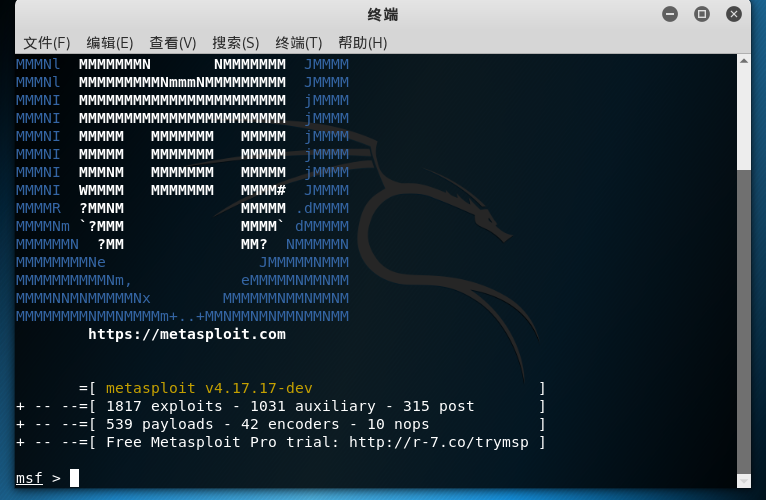 终端
文件(F) 编辑(E) 查看(V) 搜索(S) 终端(T) 帮助(H)
MMMNl  MMMMMMMN       NMMMMMMM  JMMMM
MMMNl  MMMMMMMMMNmmmNMMMMMMMMM  JMMMM
MMMNI  MMMMMMMMMMMMMMMMMMMMMMM  jMMMM
MMMNI  MMMMMMMMMMMMMMMMMMMMMMM  jMMMM
MMMNI  MMMMM   MMMMMMM   MMMMM  jMMMM
MMMNI  MMMMM   MMMMMMM   MMMMM  jMMMM
MMMNI  MMMNM   MMMMMMM   MMMMM  jMMMM
MMMNI  WMMMM   MMMMMMM   MMMM#  JMMMM
MMMMR  ?MMNM             MMMMM .dMMMM
MMMMNm `?MMM             MMMM` dMMMMM
MMMMMMN  ?MM             MM?  NMMMMMN
MMMMMMMMNe                 JMMMMMNMMM
MMMMMMMMMMNm,            eMMMMMNMMNMM
MMMMNNMNMMMMMNx        MMMMMMNMMNMMNM
MMMMMMMMNMMNMMMMm+..+MMNMMNMNMMNMMNMM
https://metasploit.com
=[ metasploit v4.17.17-dev                         ]
+ -- --=[ 1817 exploits - 1031 auxiliary - 315 post       ]
+ -- --=[ 539 payloads - 42 encoders - 10 nops            ]
+ -- --=[ Free Metasploit Pro trial: http://r-7.co/trymsp ]
msf >